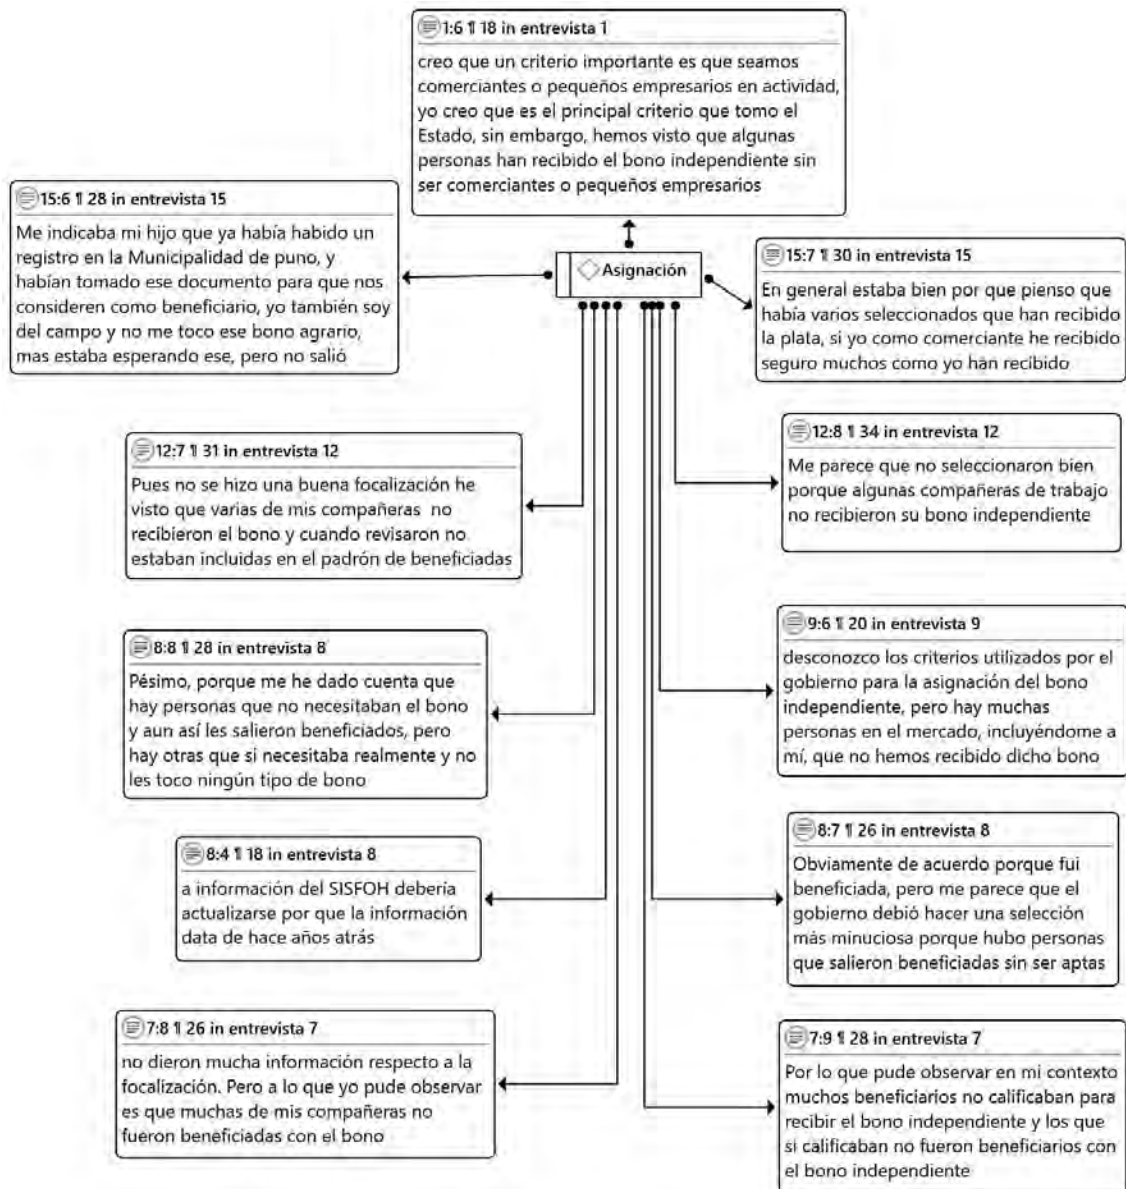 1:6 ¶ 18 in entrevista 1
creo que un criterio importante es que seamos
comerciantes o pequeños empresarios en actividad,
yo creo que es el principal criterio que tomo el
Estado, sin embargo, hemos visto que algunas
personas han recibido el bono independiente sin
ser comerciantes o pequeños empresarios
15:6 ¶ 28 in entrevista 15
Me indicaba mi hijo que ya había habido un
registro en la Municipalidad de puno, y
habían tomado ese documento para que nos
consideren como beneficiario, yo también soy
del campo y no me toco ese bono agrario,
mas estaba esperando ese, pero no salió
Asignación
15:7 ¶ 30 in entrevista 15
En general estaba bien por que pienso que
había varios seleccionados que han recibido
la plata, si yo como comerciante he recibido
seguro muchos como yo han recibido
12:7 ¶ 31 in entrevista 12
Pues no se hizo una buena focalización he
visto que varias de mis compañeras no
recibieron el bono y cuando revisaron no
estaban incluidas en el padrón de beneficiadas
12:8 ¶ 34 in entrevista 12
Me parece que no seleccionaron bien
porque algunas compañeras de trabajo
no recibieron su bono independiente
8:8 ¶ 28 in entrevista 8
Pésimo, porque me he dado cuenta que
hay personas que no necesitaban el bono
y aun así les salieron beneficiados, pero
hay otras que si necesitaba realmente y no
les toco ningún tipo de bono
9:6 ¶ 20 in entrevista 9
desconozco los criterios utilizados por el
gobierno para la asignación del bono
independiente, pero hay muchas
personas en el mercado, incluyéndome a
mí, que no hemos recibido dicho bono
8:4 ¶ 18 in entrevista 8
a información del SISFOH debería
actualizarse por que la información
data de hace años atrás
8:7 ¶ 26 in entrevista 8
Obviamente de acuerdo porque fui
beneficiada, pero me parece que el
gobierno debió hacer una selección
más minuciosa porque hubo personas
que salieron beneficiadas sin ser aptas
7:8 ¶ 26 in entrevista 7
no dieron mucha información respecto a la
focalización. Pero a lo que yo pude observar
es que muchas de mis compañeras no
fueron beneficiadas con el bono
7:9 ¶ 28 in entrevista 7
Por lo que pude observar en mi contexto
muchos beneficiarios no calificaban para
recibir el bono independiente y los que
si calificaban no fueron beneficiarios con
el bono independiente